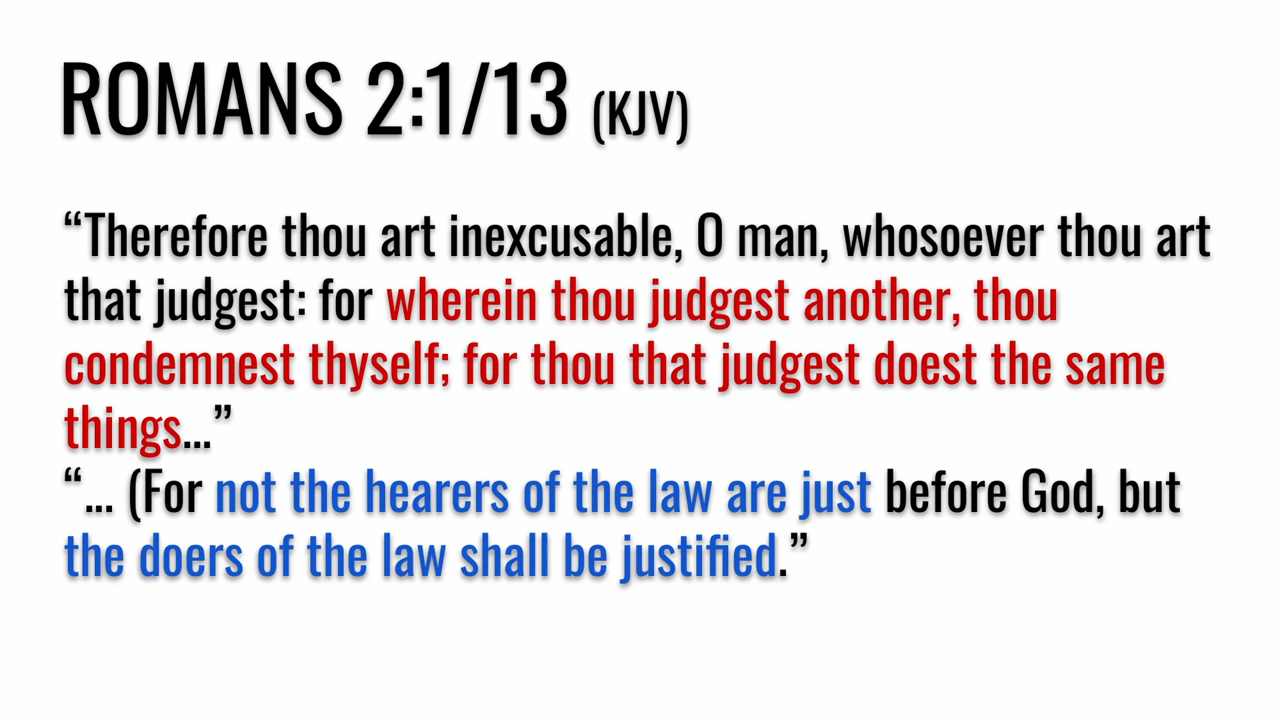 ROMANS 2:1/13 (KJV)
“Therefore thou art inexcusable, O man, whosoever thou art
that judgest: for wherein thou judgest another, thou
condemnest thyself; for thou that judgest doest the same
things...”
“... (For not the hearers of the law are just before God, but
the doers of the law shall be justified.”